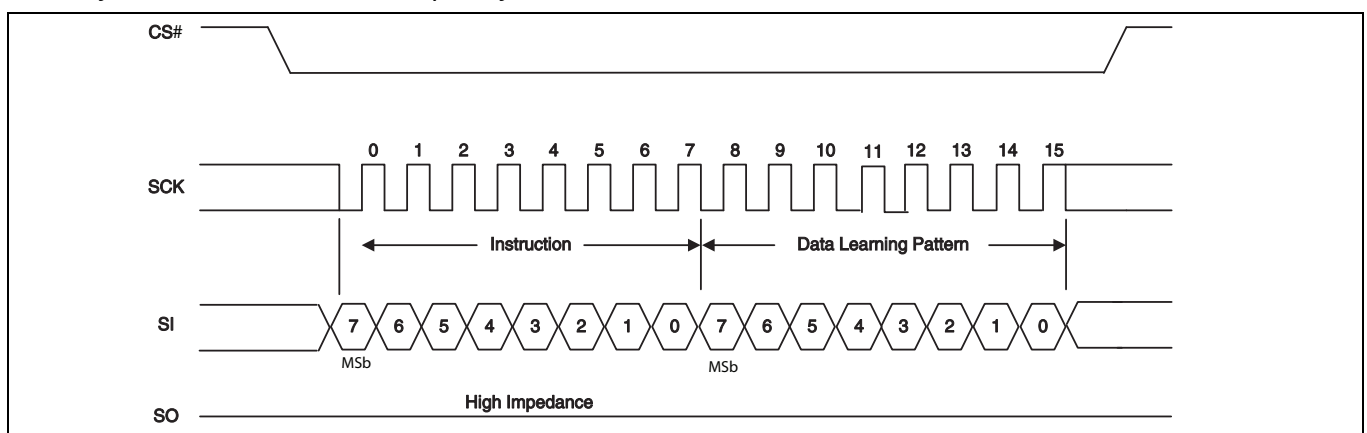 CS#
0 1 2 3 4 5 6 7 8 9 10 11 12 13 14 15
SCK
Instruction Data Learning Pattern
SI 7 6 5 4 3 2 1 0 7 6 5 4 3 2 1 0
MSb MSb
High Impedance
SO